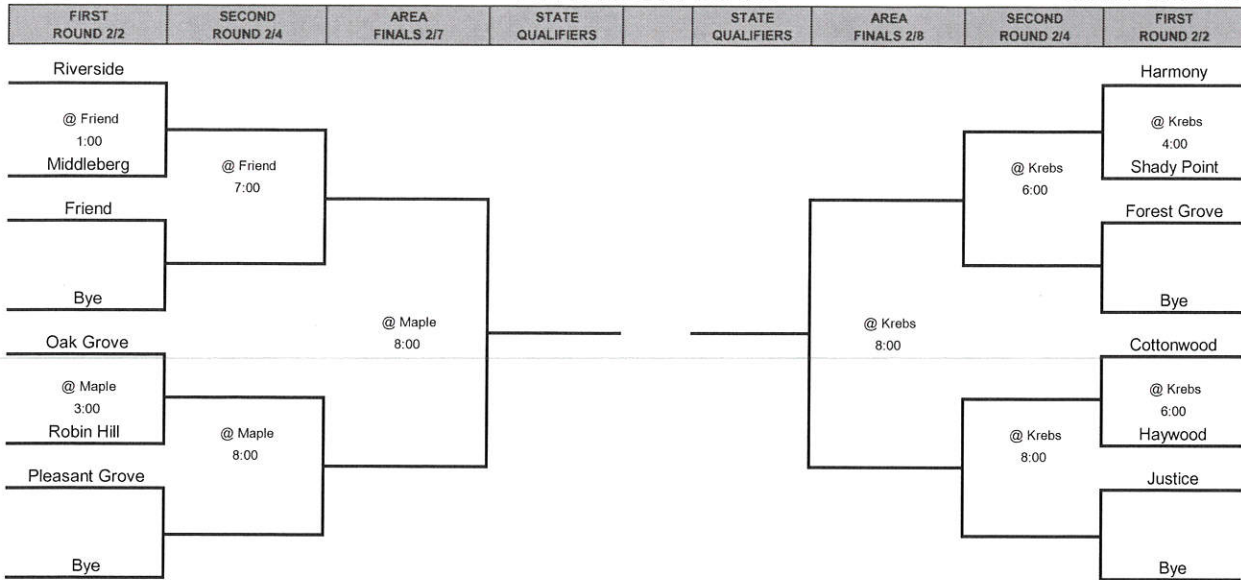 FIRST
ROUND 2/2
SECOND
ROUND 2/4
AREA
FINALS 2/7
STATE
QUALIFIERS
STATE
QUALIFIERS
AREA
FINALS 2/8
SECOND
ROUND 2/4
FIRST
ROUND 2/2
Riverside
@ Friend
1:00
Middleberg
@ Friend
7:00
Friend
Bye
@ Maple
8:00
Oak Grove
@ Maple
3:00
Robin Hill
@ Maple
8:00
Pleasant Grove
Bye
Harmony
@ Krebs
4:00
Shady Point
@ Krebs
6:00
Forest Grove
Bye
@ Krebs
8:00
Cottonwood
@ Krebs
6:00
Haywood
@ Krebs
8:00
Justice
Bye